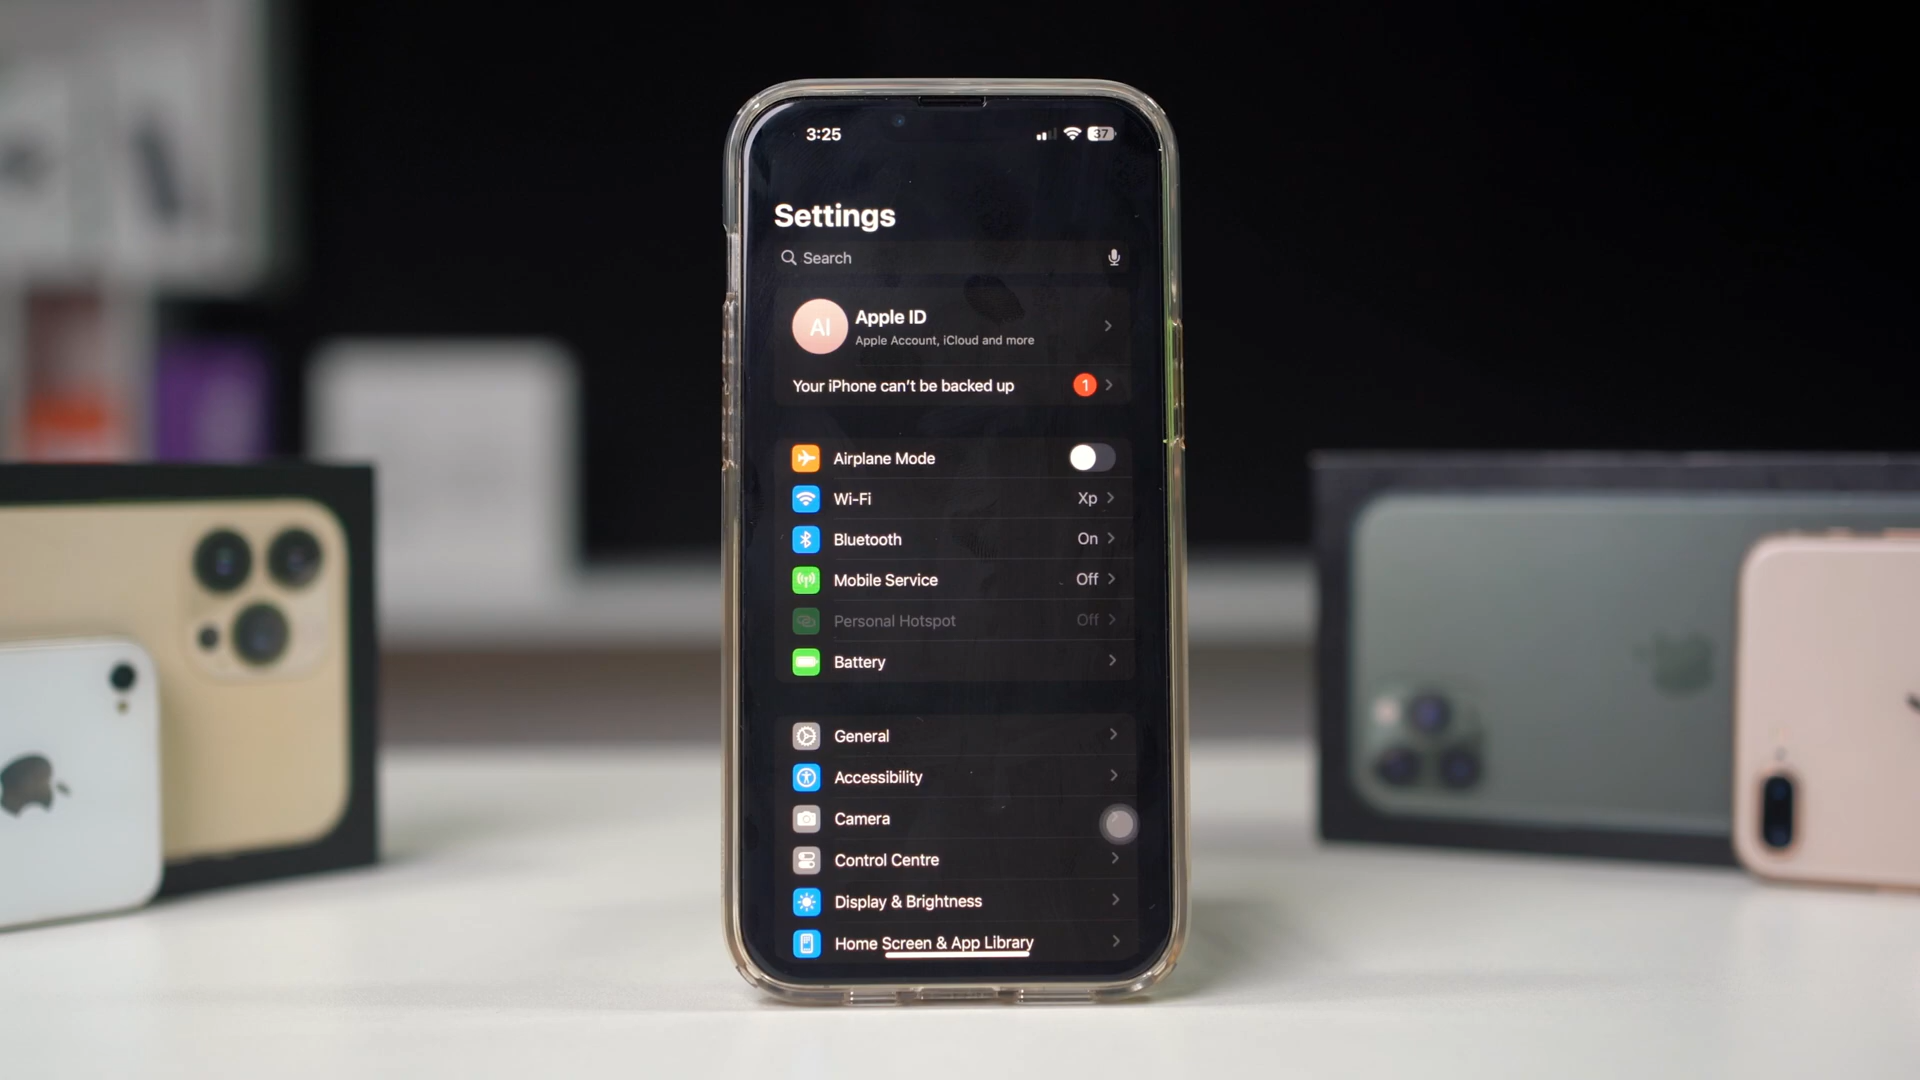 3:25
37
Settings
Search
AI
Apple ID
Apple Account, iCloud and more
Your iPhone can't be backed up
1
Airplane Mode
Wi-Fi
Xp
Bluetooth
On
Mobile Service
Off
Personal Hotspot
Off
Battery
General
Accessibility
Camera
Control Centre
Display & Brightness
Home Screen & App Library